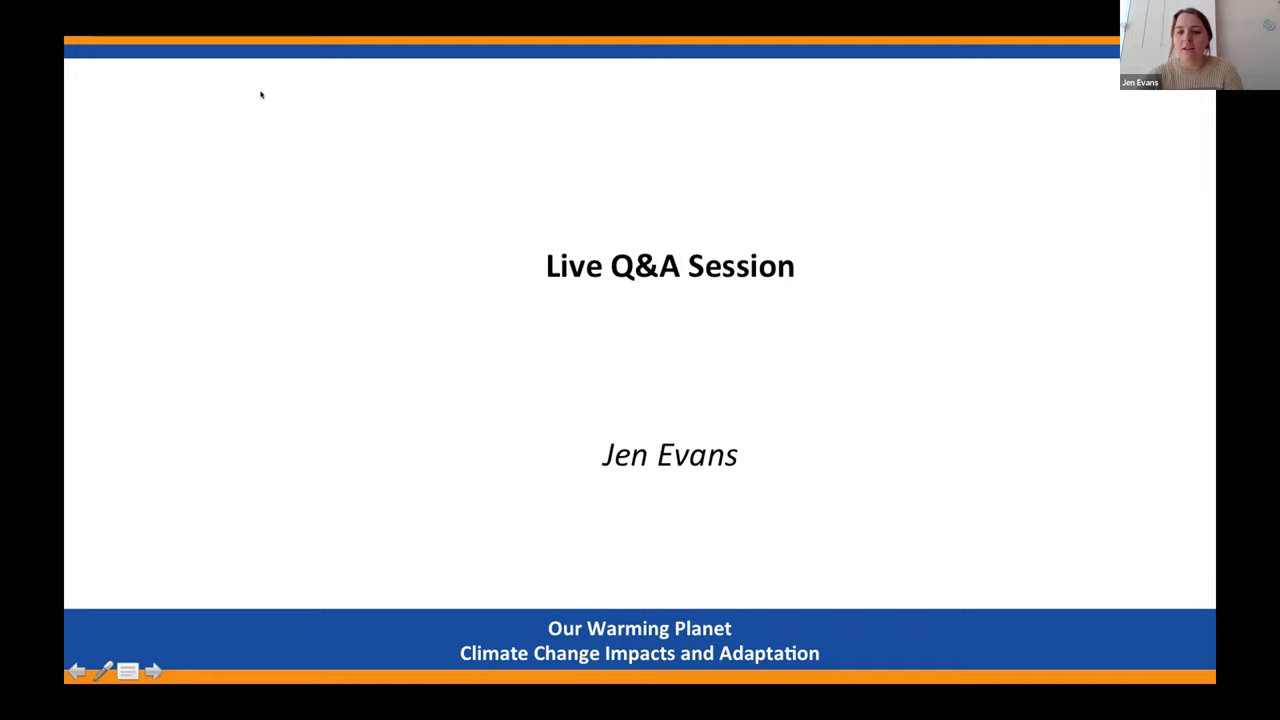 Jen Evans
Live Q&A Session
Jen Evans
Our Warming Planet
Climate Change Impacts and Adaptation